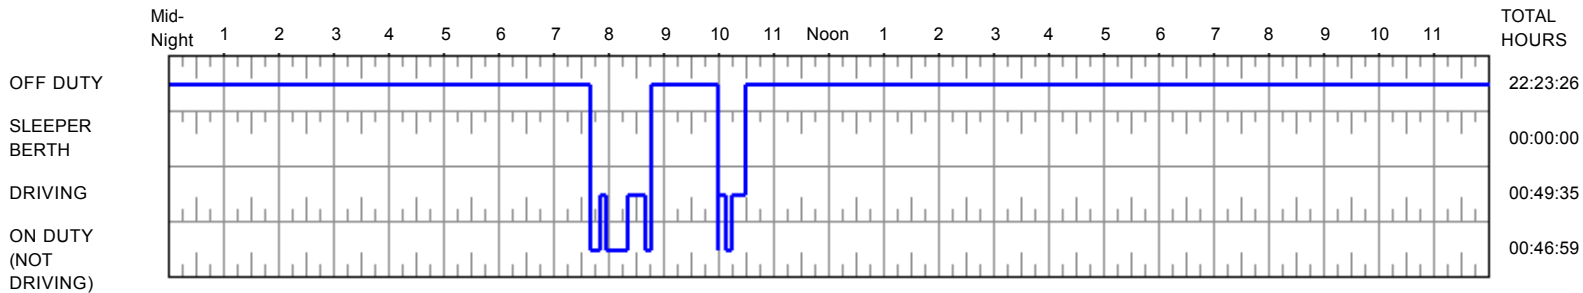 Mid-
Night 1 2 3 4 5 6 7 8 9 10 11 Noon 1 2 3 4 5 6 7 8 9 10 11
TOTAL
HOURS
OFF DUTY 22:23:26
SLEEPER
BERTH 00:00:00
DRIVING 00:49:35
ON DUTY
(NOT
DRIVING) 00:46:59